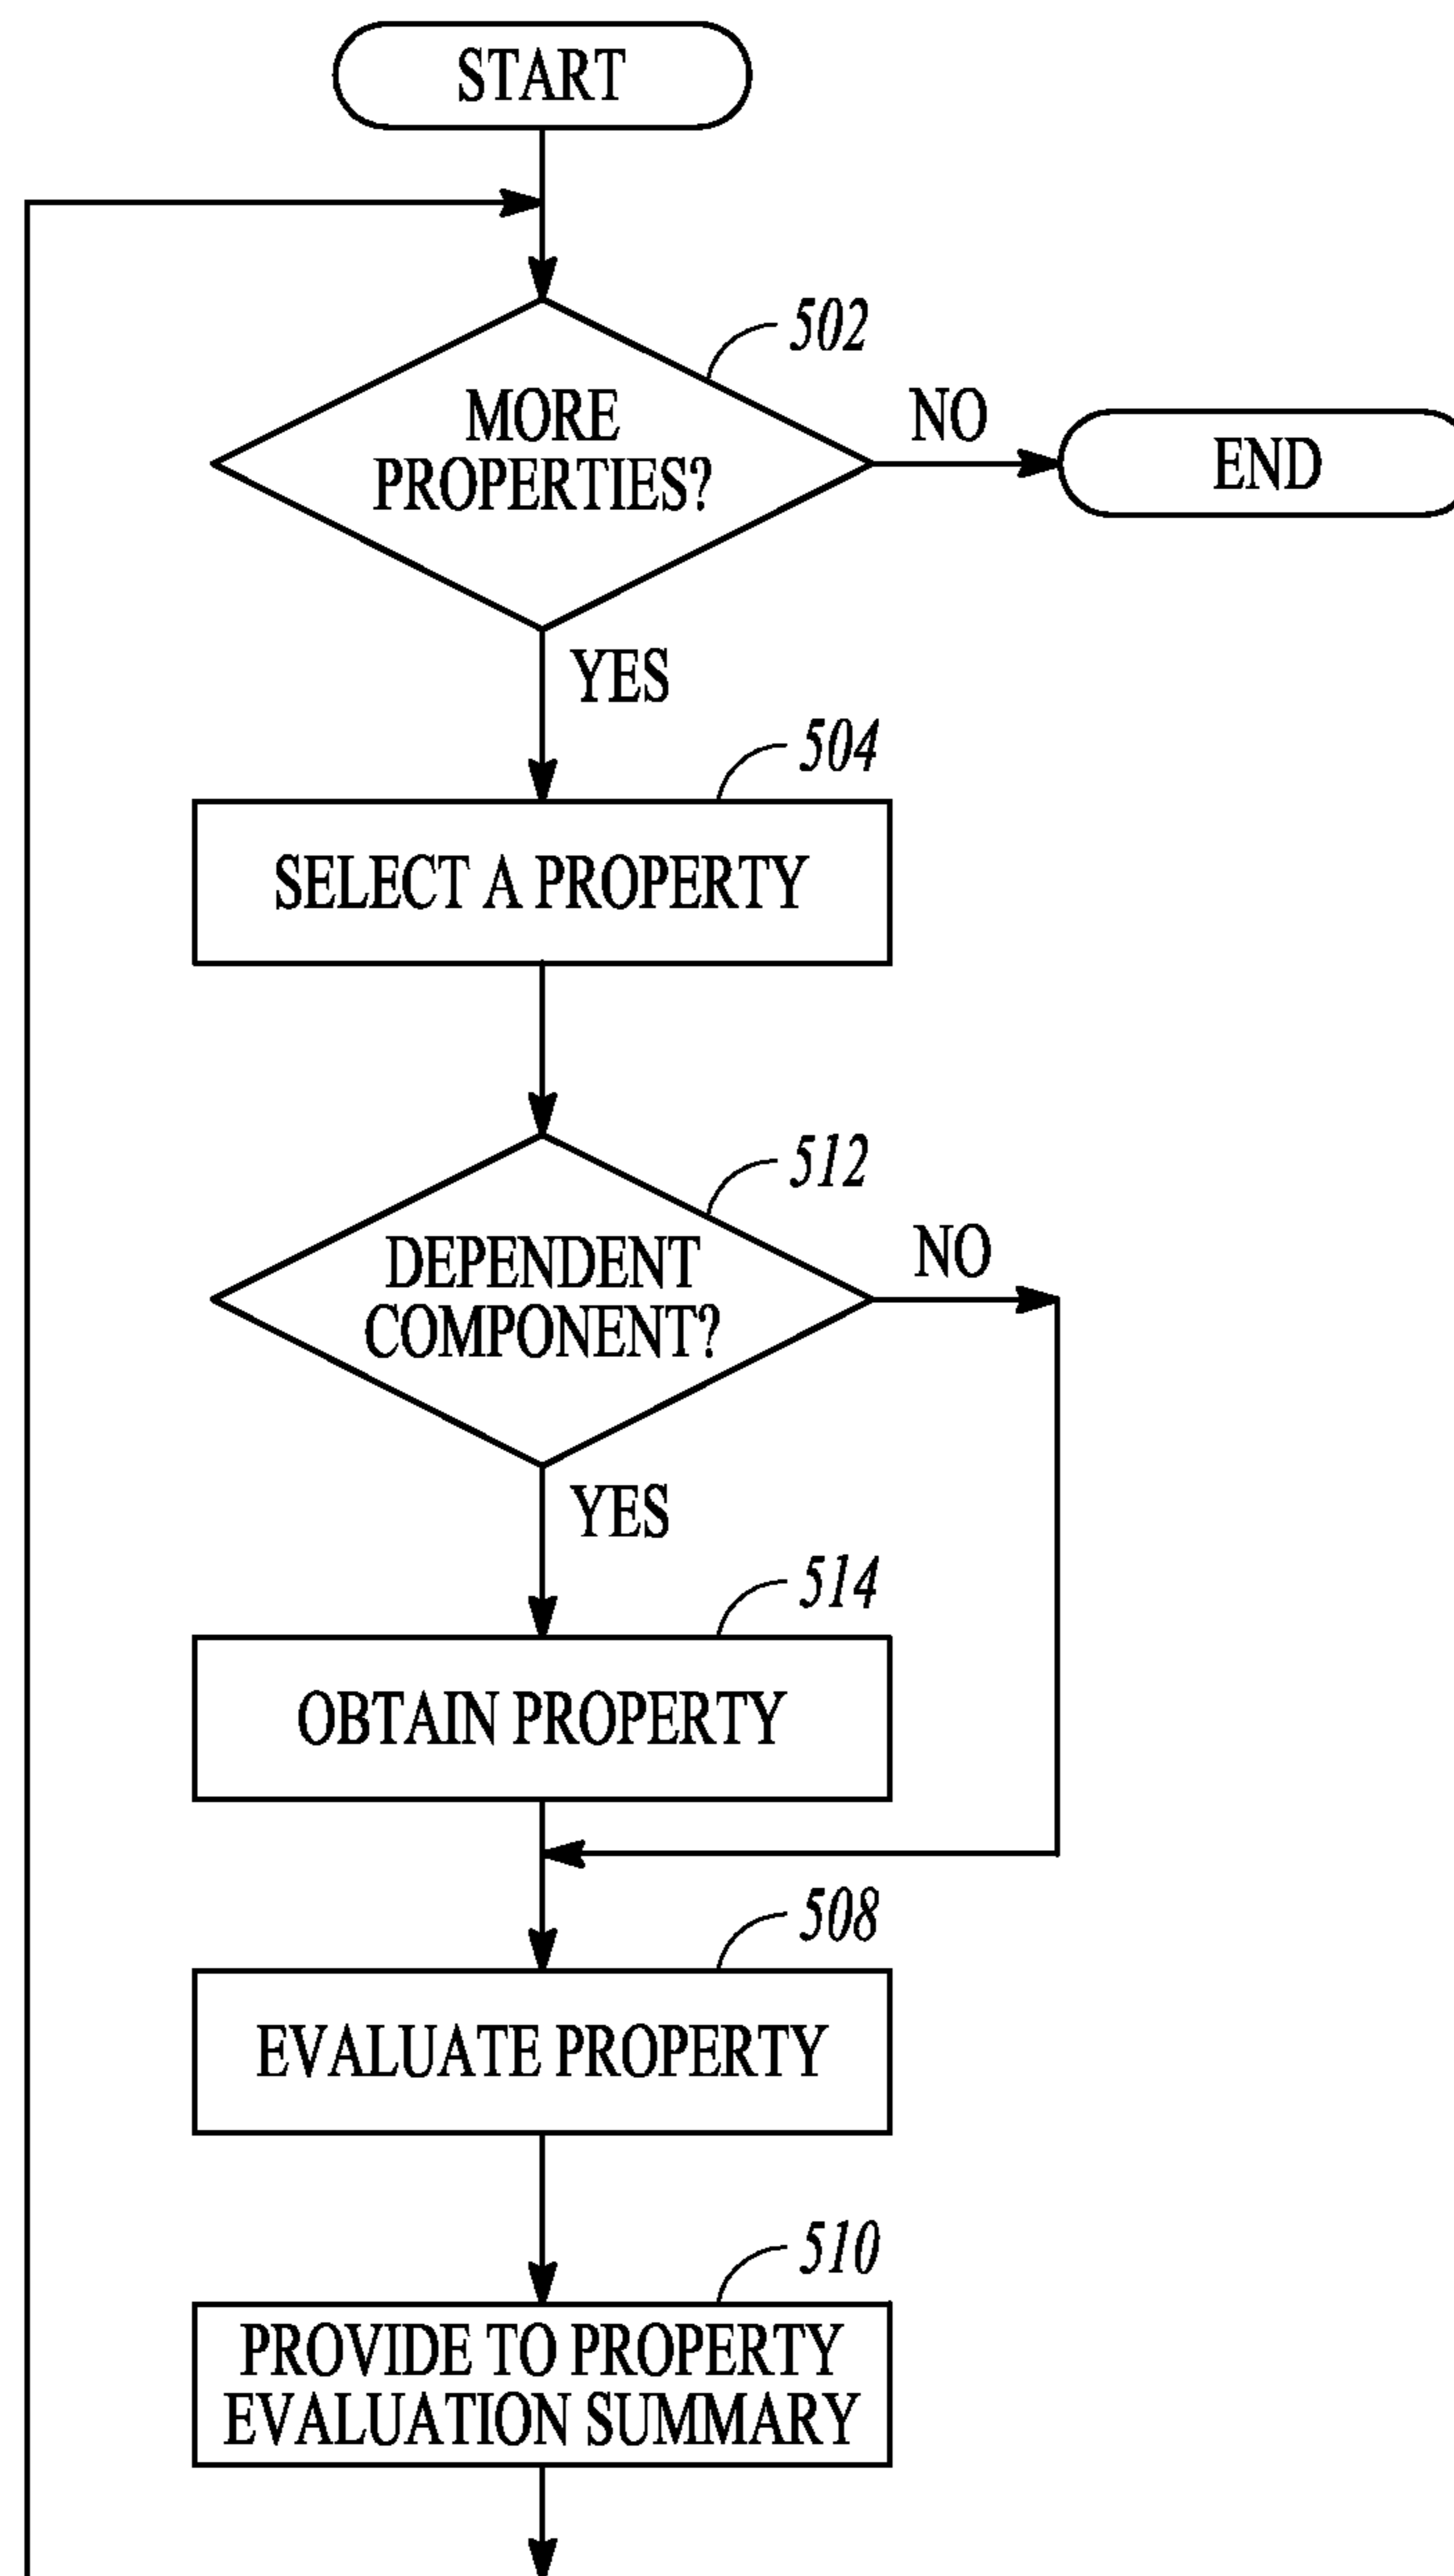 START
502
MORE
PROPERTIES?
NO
END
YES
504
SELECT A PROPERTY
512
DEPENDENT
COMPONENT?
NO
YES
514
OBTAIN PROPERTY
508
EVALUATE PROPERTY
510
PROVIDE TO PROPERTY
EVALUATION SUMMARY